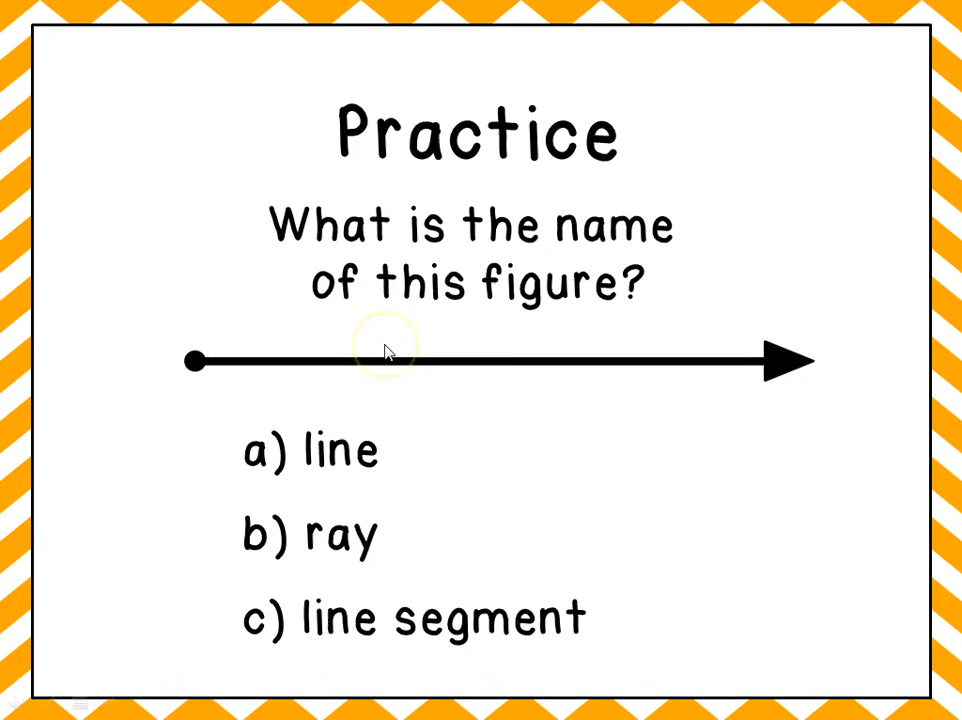 Practice
What is the name
of this figure?
a) line
b) ray
c) line segment